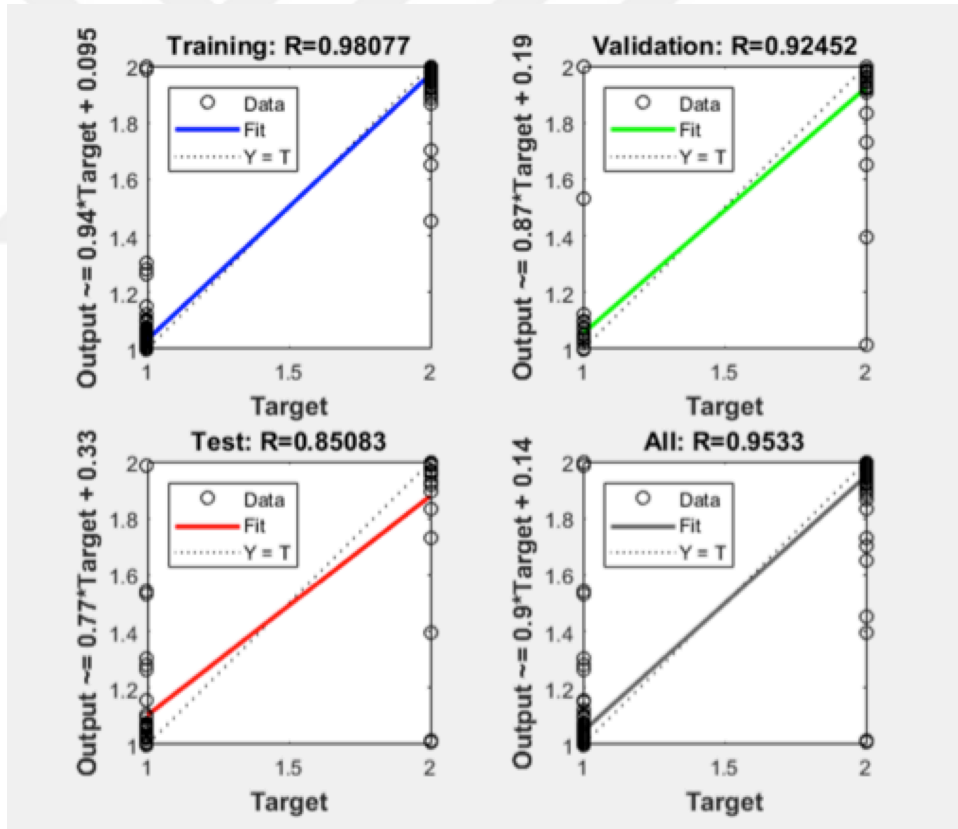 Training: R=0.98077
Output ~= 0.94*Target + 0.095
2
1.8
1.6
1.4
1.2
1
Data
Fit
Y = T
1
1.5
2
Target
Validation: R=0.92452
Output ~= 0.87*Target + 0.19
2
1.8
1.6
1.4
1.2
1
Data
Fit
Y = T
1
1.5
2
Target
Test: R=0.85083
Output ~= 0.77*Target + 0.33
2
1.8
1.6
1.4
1.2
1
Data
Fit
Y = T
1
1.5
2
Target
All: R=0.9533
Output ~= 0.9*Target + 0.14
2
1.8
1.6
1.4
1.2
1
Data
Fit
Y = T
1
1.5
2
Target